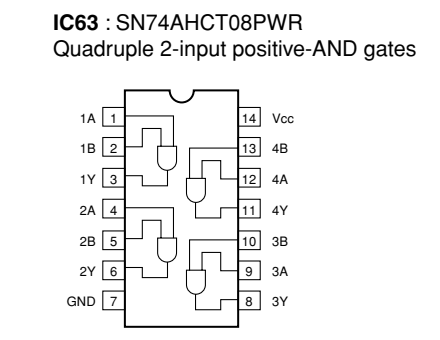 IC63 : SN74AHCT08PWR
Quadruple 2-input positive-AND gates
1A 1 14 Vcc
1B 2 13 4B
1Y 3 12 4A
2A 4 11 4Y
2B 5 10 3B
2Y 6 9 3A
GND 7 8 3Y